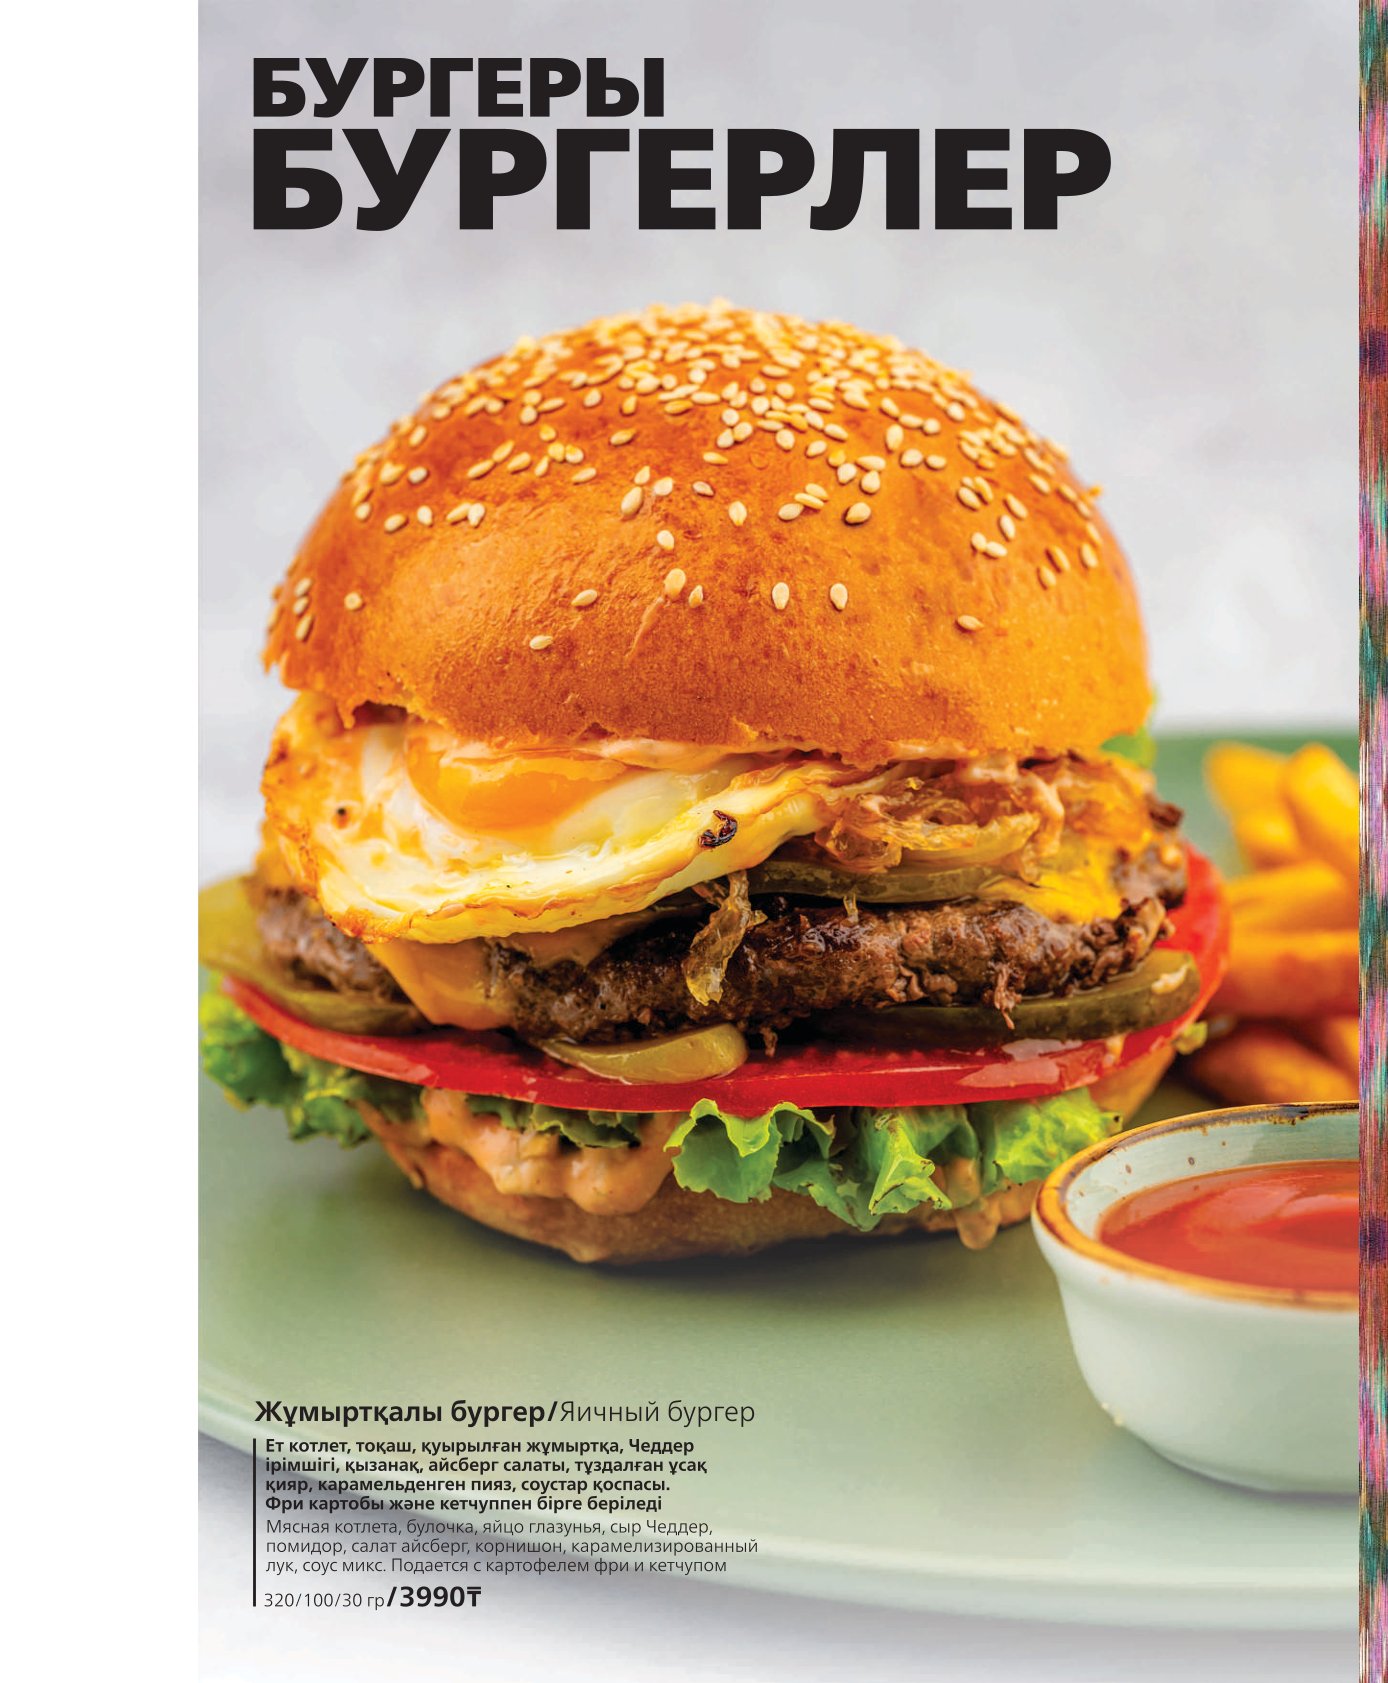 БУРГЕРЫ
БУРГЕРЛЕР
Жұмыртқалы бургер/Яичный бургер
Ет котлет, тоқаш, қуырылған жұмыртқа, Чеддер
ірімшігі, қызанақ, айсберг салаты, тұздалған ұсақ
қияр, карамельденген пияз, соустар қоспасы.
Фри картобы және кетчуппен бірге беріледі
Мясная котлета, булочка, яйцо глазунья, сыр Чеддер,
помидор, салат айсберг, корнишон, карамелизированный
лук, соус микс. Подается с картофелем фри и кетчупом
320/100/30 гр/3990₸